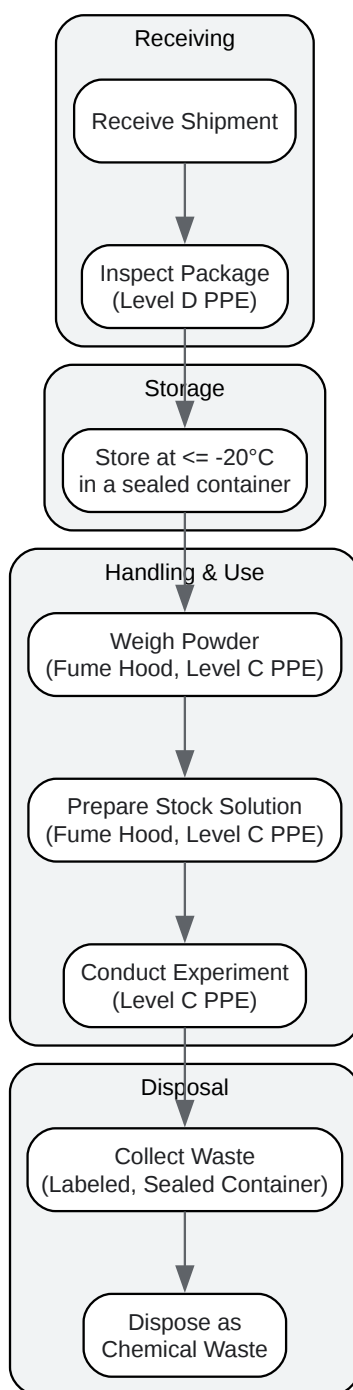 Receiving
Receive Shipment
Inspect Package
(Level D PPE)
Storage
Store at <= -20°C
in a sealed container
Handling & Use
Weigh Powder
(Fume Hood, Level C PPE)
Prepare Stock Solution
(Fume Hood, Level C PPE)
Conduct Experiment
(Level C PPE)
Disposal
Collect Waste
(Labeled, Sealed Container)
Dispose as
Chemical Waste